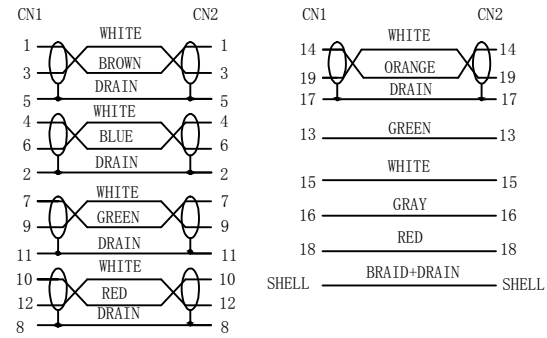 CN1 CN2
WHITE
1 1
BROWN
3 3
DRAIN
5 5
WHITE
4 4
BLUE
6 6
DRAIN
2 2
WHITE
7 7
GREEN
9 9
DRAIN
11 11
WHITE
10 10
RED
12 12
DRAIN
8 8
CN1 CN2
WHITE
14 14
ORANGE
19 19
DRAIN
17 17
GREEN
13 13
WHITE
15 15
GRAY
16 16
RED
18 18
BRAID+DRAIN
SHELL SHELL